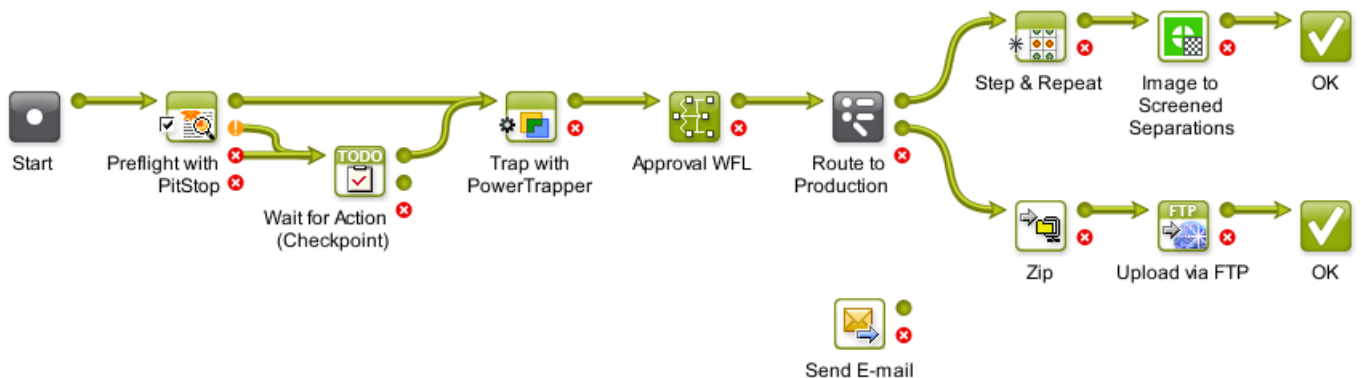 Start
Preflight with
PitStop
TODO
Wait for Action
(Checkpoint)
Trap with
PowerTrapper
Approval WFL
Route to
Production
Step & Repeat
Image to
Screened
Separations
OK
Zip
FTP
Upload via FTP
OK
Send E-mail